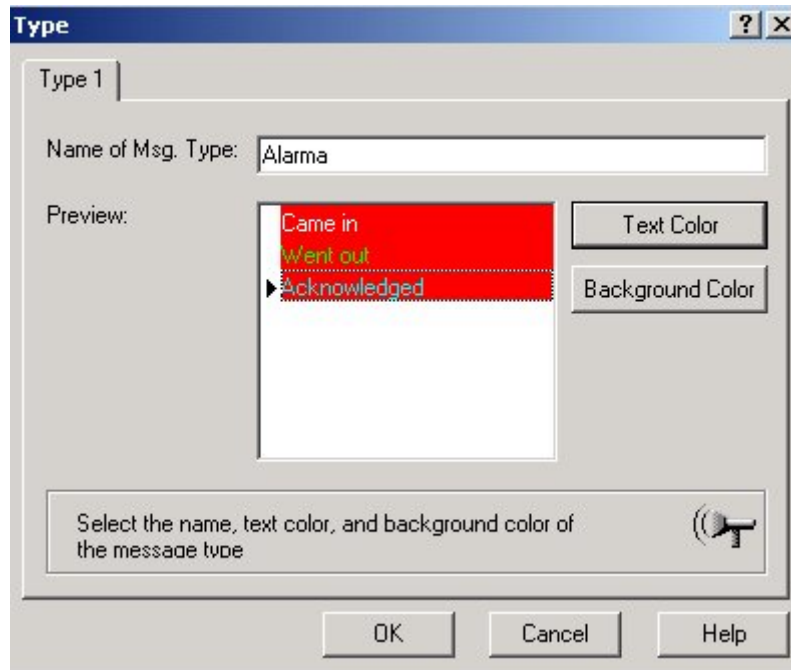 Type
Type 1
Name of Msg. Type: Alarma
Preview:
Came in
Went out
Acknowledged
Text Color
Background Color
Select the name, text color, and background color of
the message type
OK Cancel Help